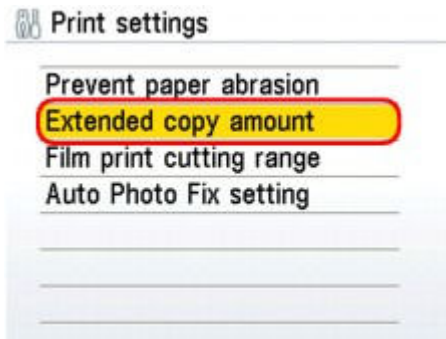 Print settings
Prevent paper abrasion
Extended copy amount
Film print cutting range
Auto Photo Fix setting